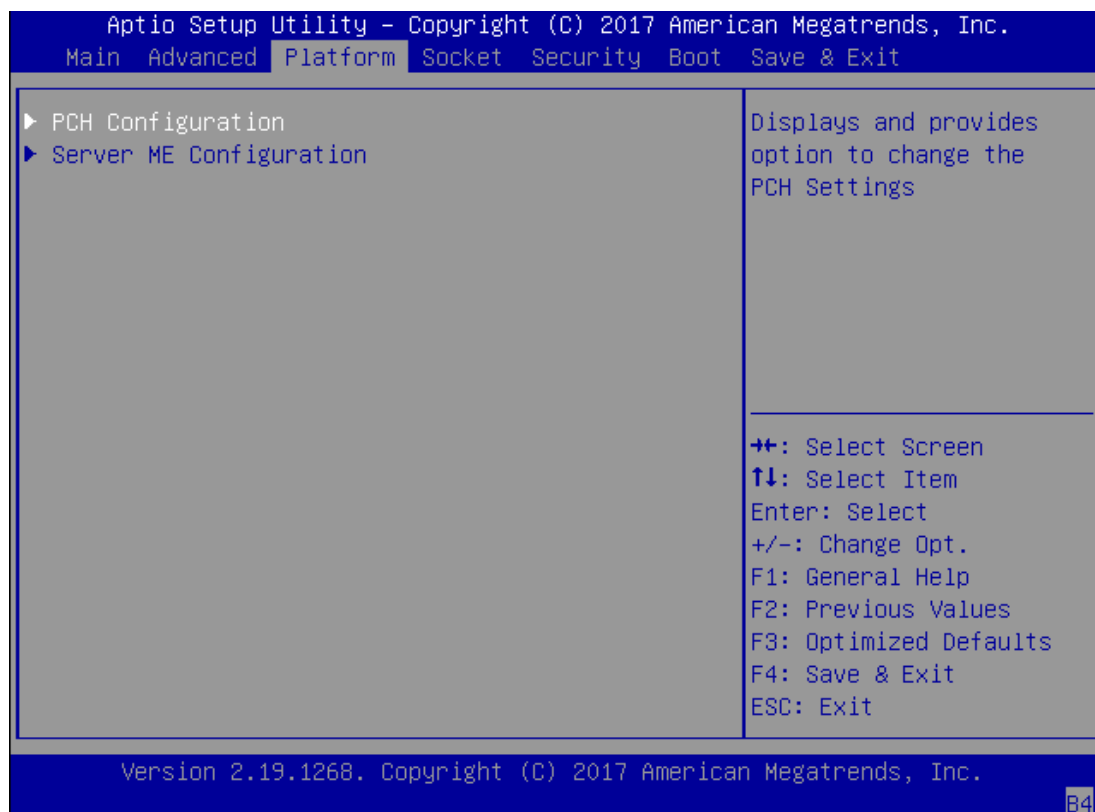 Aptio Setup Utility – Copyright (C) 2017 American Megatrends, Inc.
Main Advanced Platform Socket Security Boot Save & Exit
▶ PCH Configuration
▶ Server ME Configuration
Displays and provides
option to change the
PCH Settings
→←: Select Screen
↑↓: Select Item
Enter: Select
+/-: Change Opt.
F1: General Help
F2: Previous Values
F3: Optimized Defaults
F4: Save & Exit
ESC: Exit
Version 2.19.1268. Copyright (C) 2017 American Megatrends, Inc.
B4